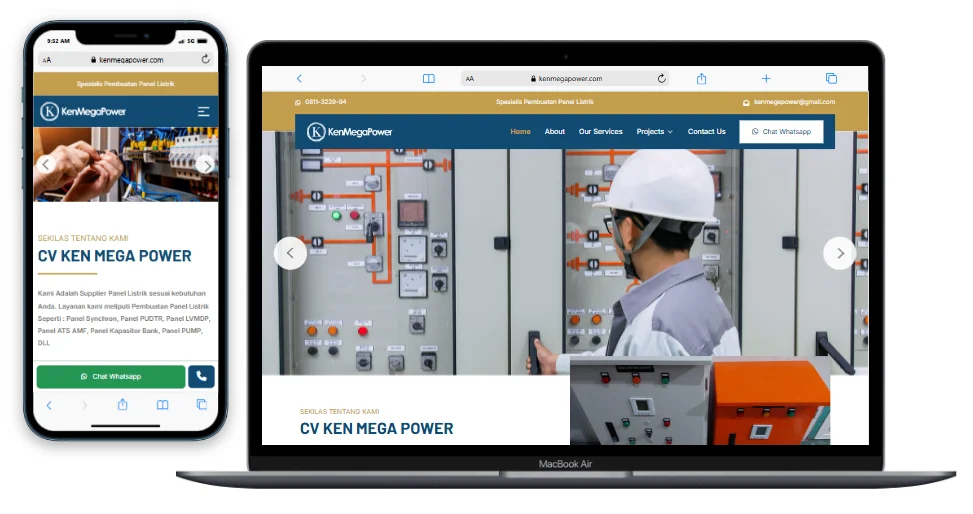 9:52 AM
5G
AA
kenmegapower.com
Spesialis Pembuatan Panel Listrik
K KenMegaPower
SEKILAS TENTANG KAMI
CV KEN MEGA POWER
Kami Adalah Supplier Panel Listrik sesuai kebutuhan
Anda. Layanan kami meliputi Pembuatan Panel Listrik
Seperti : Panel Synchron, Panel PUDTR, Panel LVMDP,
Panel ATS AMF, Panel Kapasitor Bank, Panel PUMP,
DLL
Chat Whatsapp
AA
kenmegapower.com
0811-3229-94
Spesialis Pembuatan Panel Listrik
kenmegapower@gmail.com
K KenMegaPower
Home
About
Our Services
Projects
Contact Us
Chat Whatsapp
SEKILAS TENTANG KAMI
CV KEN MEGA POWER
MacBook Air